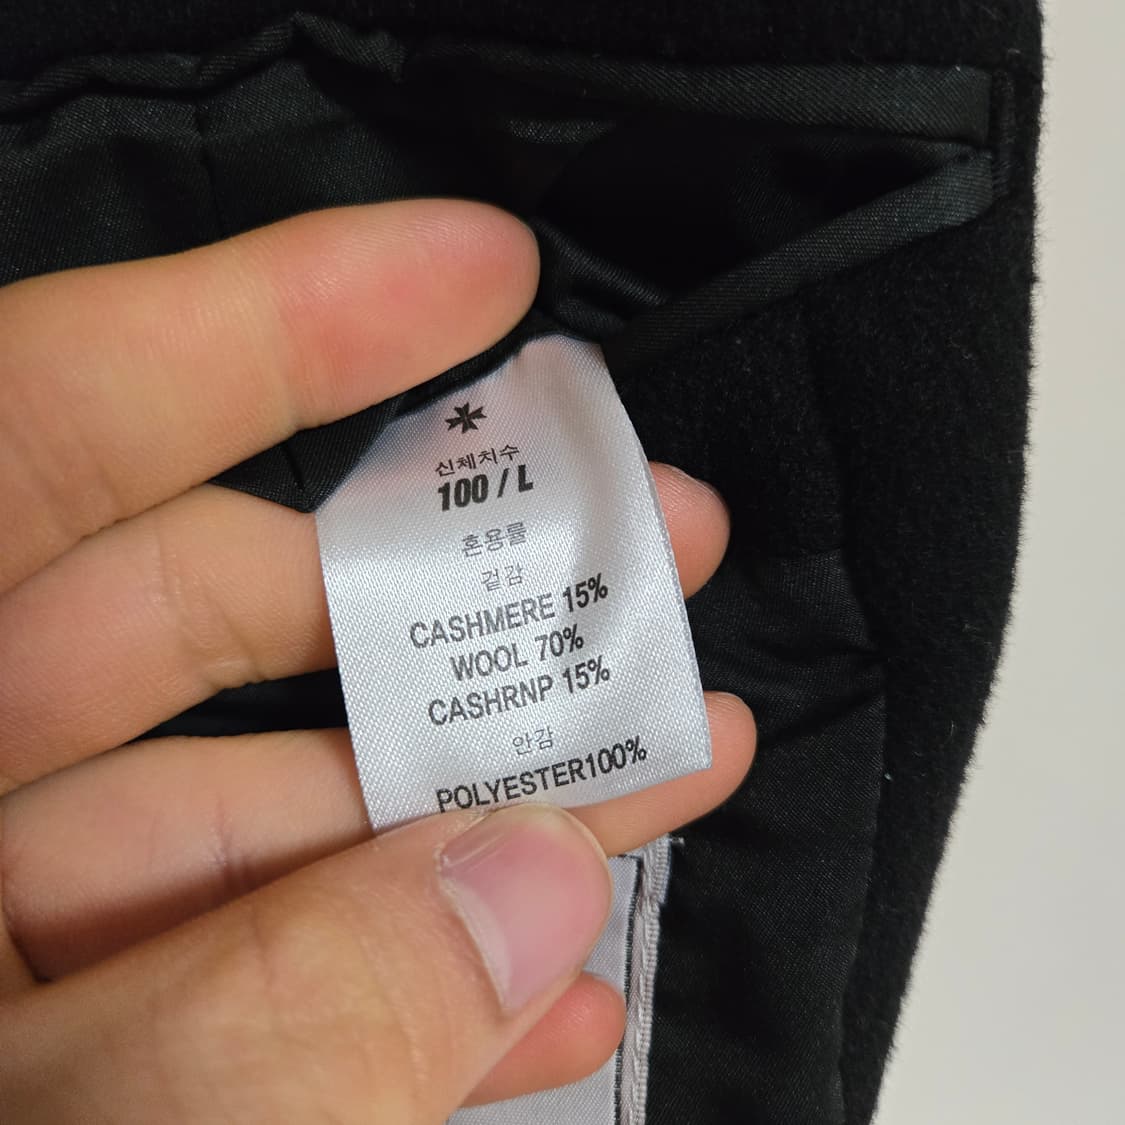 신체치수
100 / L
혼용률
겉감
CASHMERE 15%
WOOL 70%
CASHRNP 15%
안감
POLYESTER100%